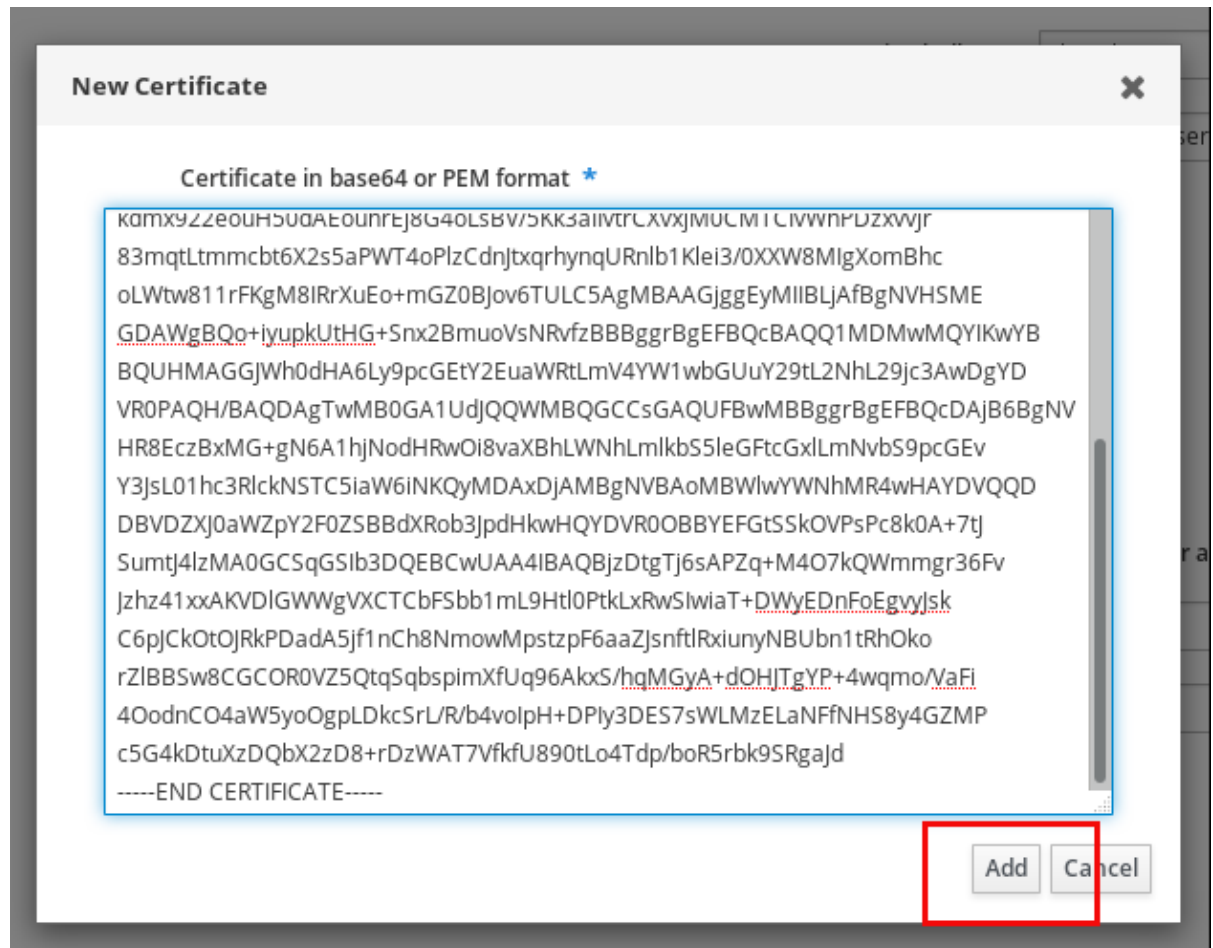 New Certificate
Certificate in base64 or PEM format *
83mqtLtmmcbt6X2s5aPWT4oPlzCdnJtxqrhynqURnlb1Klei3/0XXW8MIgXomBhc
oLWtw811rFKgM8IRrXuEo+mGZ0BJov6TULC5AgMBAAGjggEyMIIBLjAfBgNVHSME
GDAWgBQo+iyupkUtHG+Snx2BmuoVsNRvfzBBBggrBgEFBQcBAQQ1MDMwMQYIKwYB
BQUHMAGGJWh0dHA6Ly9pcGEtY2EuaWRtLmV4YW1wbGUuY29tL2NhL29jc3AwDgYD
VR0PAQH/BAQDAgTwMB0GA1UdJQQWMBQGCCsGAQUFBwMBBggrBgEFBQcDAjB6BgNV
HR8EczBxMG+gN6A1hjNodHRwOi8vaXBhLWNhLmlkbS5leGFtcGxlLmNvbS9pcGEv
Y3JsL01hc3RlckNSTC5iaW6iNKQyMDAxDjAMBgNVBAoMBWlwYWNhMR4wHAYDVQQD
DBVDZXJ0aWZpY2F0ZSBBdXRob3JpdHkwHQYDVR0OBBYEFGtSSkOVPsPc8k0A+7tJ
SumtJ4lzMA0GCSqGSIb3DQEBCwUAA4IBAQBjzDtgTj6sAPZq+M4O7kQWmmgr36Fv
Jzhz41xxAKVDlGWWgVXCTCbFSbb1mL9Htl0PtkLxRwSIwiaT+DWyEDnFoEgvyJsk
C6pJCkOtOJRkPDadA5jf1nCh8NmowMpstzpF6aaZJsnftlRxiunyNBUbn1tRhOko
rZlBBSw8CGCOR0VZ5QtqSqbspimXfUq96AkxS/hqMGyA+dOHJTgYP+4wqmo/VaFi
4OodnCO4aW5yoOgpLDkcSrL/R/b4voIpH+DPIy3DES7sWLMzELaNFfNHS8y4GZMP
c5G4kDtuXzDQbX2zD8+rDzWAT7VfkfU890tLo4Tdp/boR5rbk9SRgaJd
-----END CERTIFICATE-----
Add Cancel